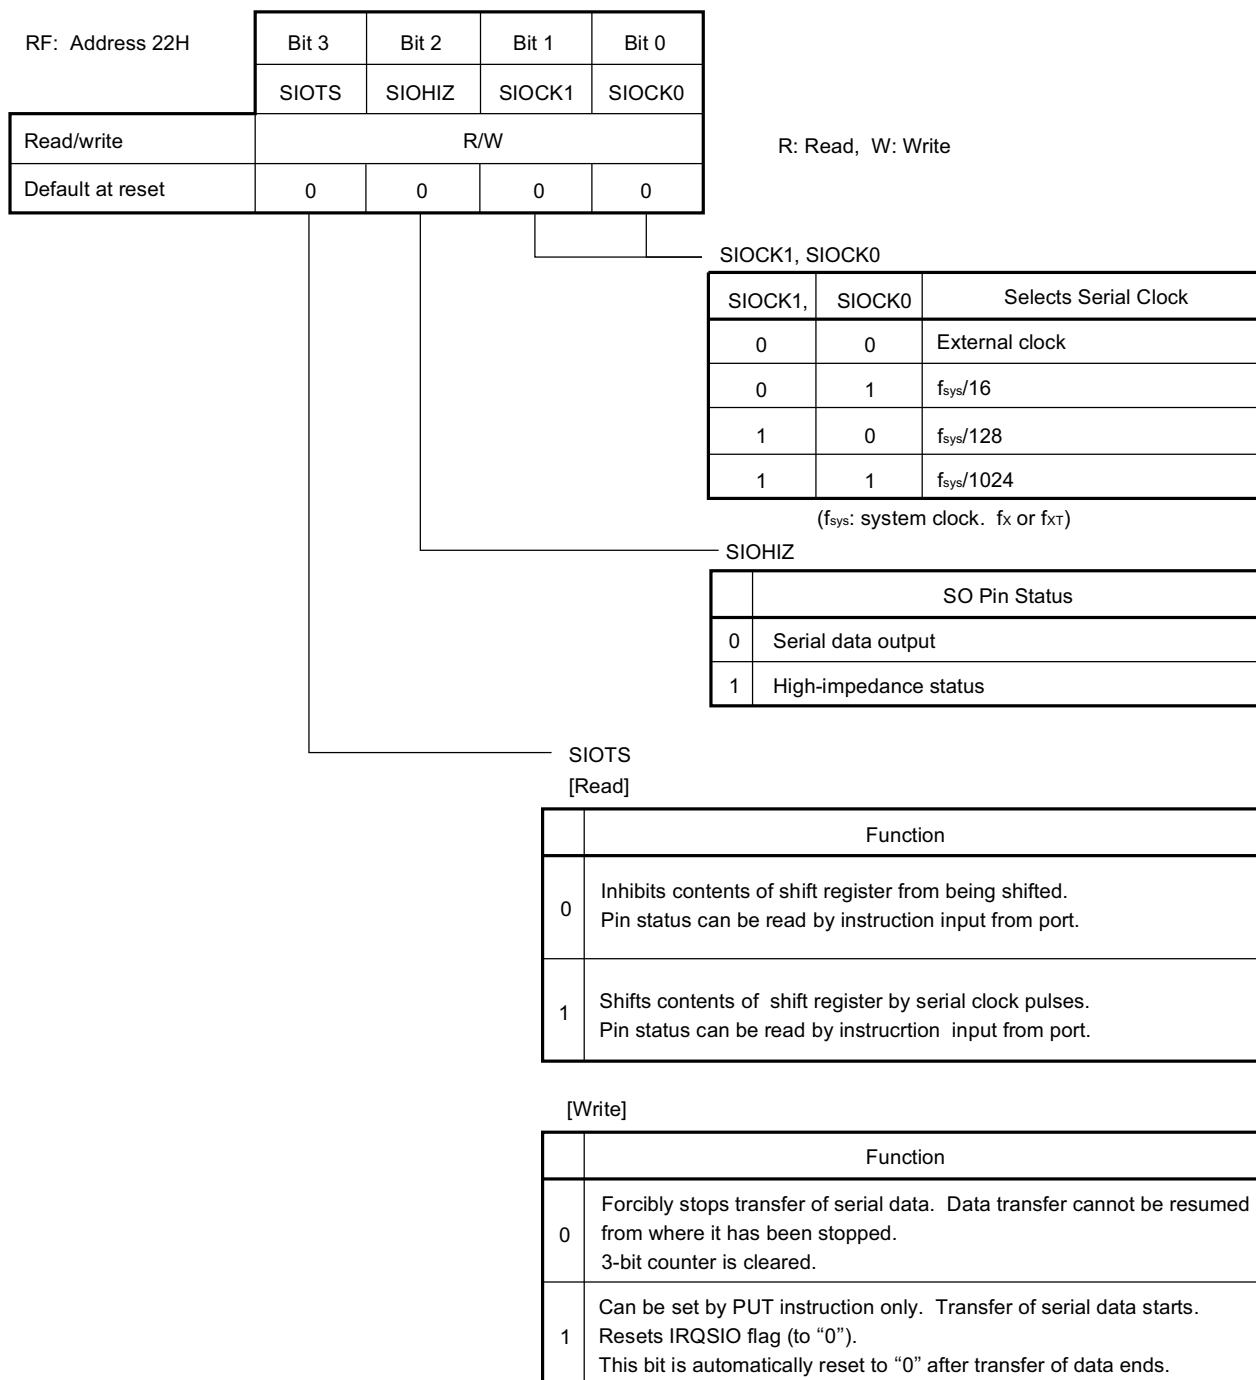 RF: Address 22H
Bit 3 Bit 2 Bit 1 Bit 0
SIOTS SIOHIZ SIOCK1 SIOCK0
Read/write R/W
R: Read, W: Write
Default at reset 0 0 0 0
SIOCK1, SIOCK0
SIOCK1, SIOCK0 Selects Serial Clock
0 0 External clock
0 1 fsys/16
1 0 fsys/128
1 1 fsys/1024
(fsys: system clock. fX or fXT)
SIOHIZ
SO Pin Status
0 Serial data output
1 High-impedance status
SIOTS
[Read]
Function
0 Inhibits contents of shift register from being shifted.
Pin status can be read by instruction input from port.
1 Shifts contents of shift register by serial clock pulses.
Pin status can be read by instrucrtion input from port.
[Write]
Function
0 Forcibly stops transfer of serial data. Data transfer cannot be resumed
from where it has been stopped.
3-bit counter is cleared.
1 Can be set by PUT instruction only. Transfer of serial data starts.
Resets IRQSIO flag (to “0”).
This bit is automatically reset to “0” after transfer of data ends.